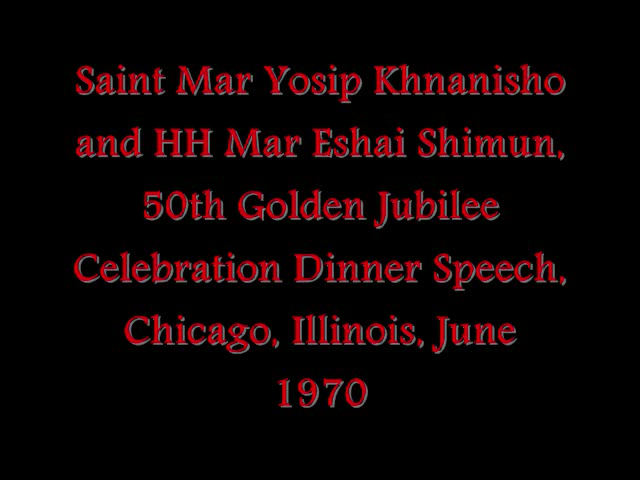 Saint Mar Yosip Khnanisho
and HH Mar Eshai Shimun,
50th Golden Jubilee
Celebration Dinner Speech,
Chicago, Illinois, June
1970